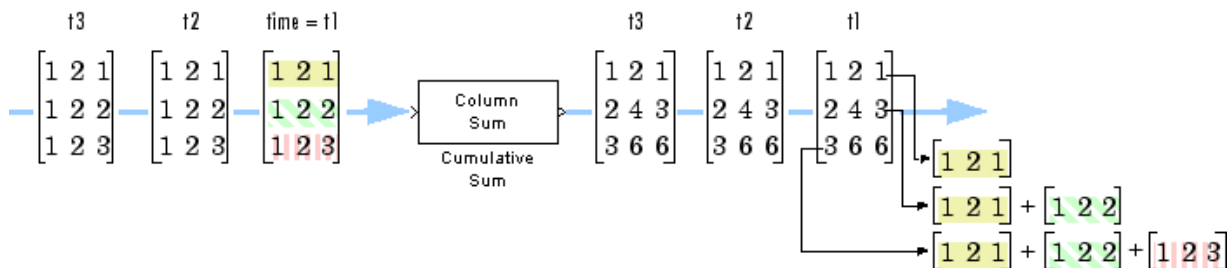 t3 t2 time = t1 t3 t2 t1
1 2 1 1 2 1 1 2 1 1 2 1 1 2 1 1 2 1
1 2 2 1 2 2 1 2 2 Column 2 4 3 2 4 3 2 4 3
Sum
1 2 3 1 2 3 1 2 3 3 6 6 3 6 6 3 6 6
Cumulative
Sum
[1 2 1]
[1 2 1] + [1 2 2]
[1 2 1] + [1 2 2] + [1 2 3]